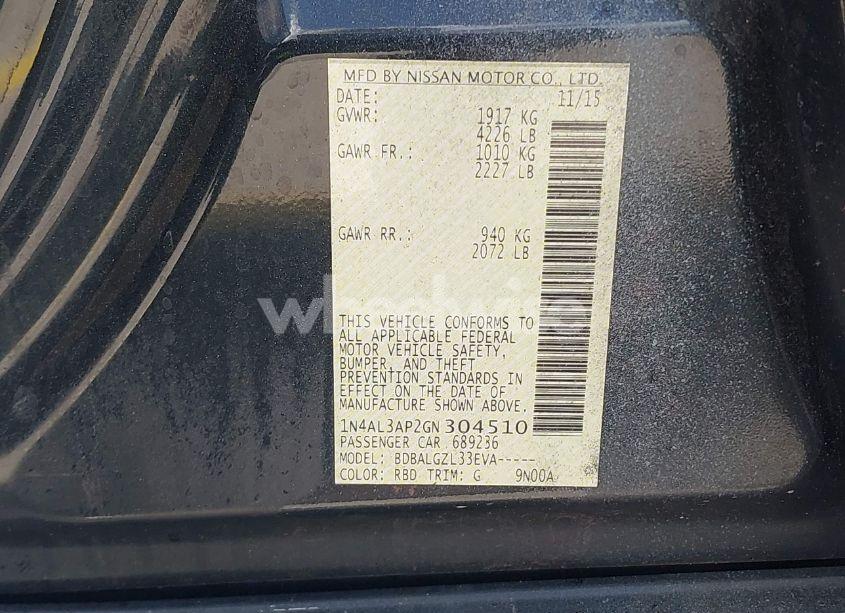 MFD BY NISSAN MOTOR CO., LTD.
DATE: 11/15
GVWR: 1917 KG
4226 LB
GAWR FR.: 1010 KG
2227 LB
GAWR RR.: 940 KG
2072 LB
THIS VEHICLE CONFORMS TO
ALL APPLICABLE FEDERAL
MOTOR VEHICLE SAFETY,
BUMPER, AND THEFT
PREVENTION STANDARDS IN
EFFECT ON THE DATE OF
MANUFACTURE SHOWN ABOVE.
1N4AL3AP2GN304510
PASSENGER CAR 689236
MODEL: BDBALGZL33EVA-----
COLOR: RBD TRIM: G 9N00A